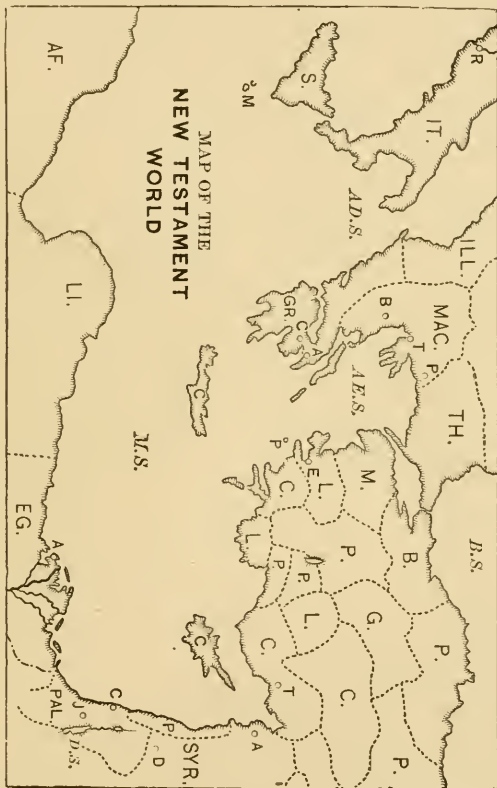 MAP OF THE
NEW TESTAMENT
WORLD
R
IT.
ILL.
B.S.
MAC.
P.
TH.
T
B.
P.
B
M.
G.
P.
AD.S.
AE.S.
P.
C.
S.
GR.
C
A
E
L.
P.
L.
P
C.
P.
C.
T
M
L.
A
C
C
SYR.
P
D
M.S.
C
J
D.S.
AF.
LI.
A
PAL.
EG.